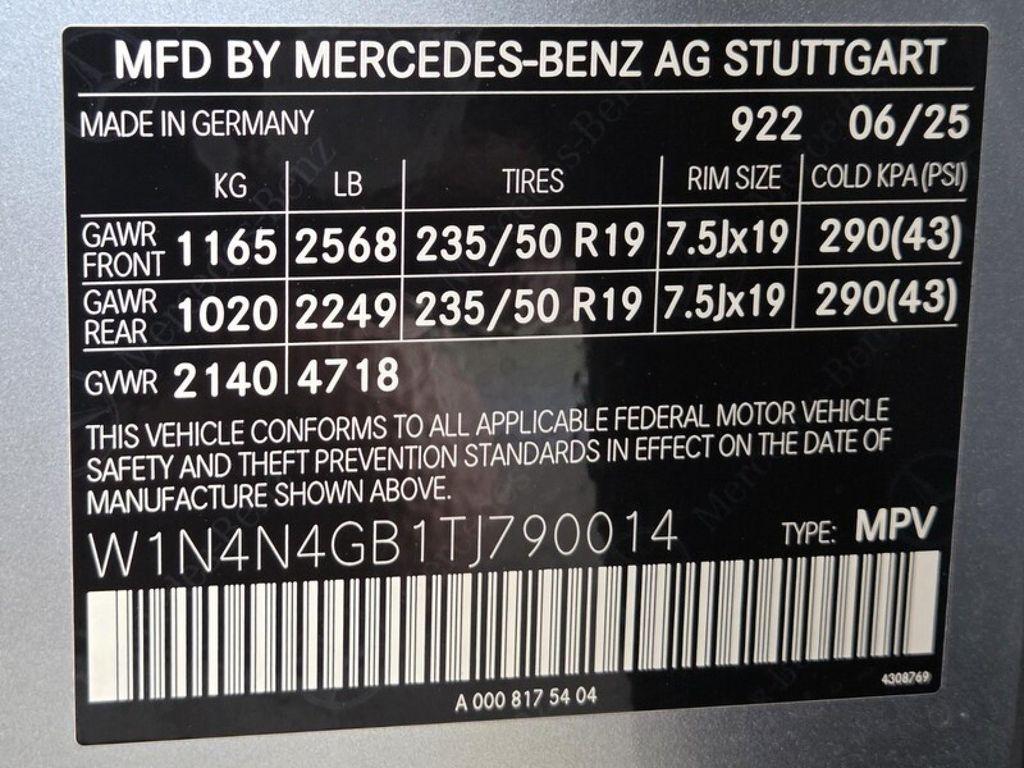 MFD BY MERCEDES-BENZ AG STUTTGART
MADE IN GERMANY 922 06/25
KG LB TIRES RIM SIZE COLD KPA (PSI)
GAWR FRONT 1165 2568 235/50 R19 7.5Jx19 290(43)
GAWR REAR 1020 2249 235/50 R19 7.5Jx19 290(43)
GVWR 2140 4718
THIS VEHICLE CONFORMS TO ALL APPLICABLE FEDERAL MOTOR VEHICLE
SAFETY AND THEFT PREVENTION STANDARDS IN EFFECT ON THE DATE OF
MANUFACTURE SHOWN ABOVE.
W1N4N4GB1TJ790014 TYPE: MPV
4308769
A 000 817 54 04